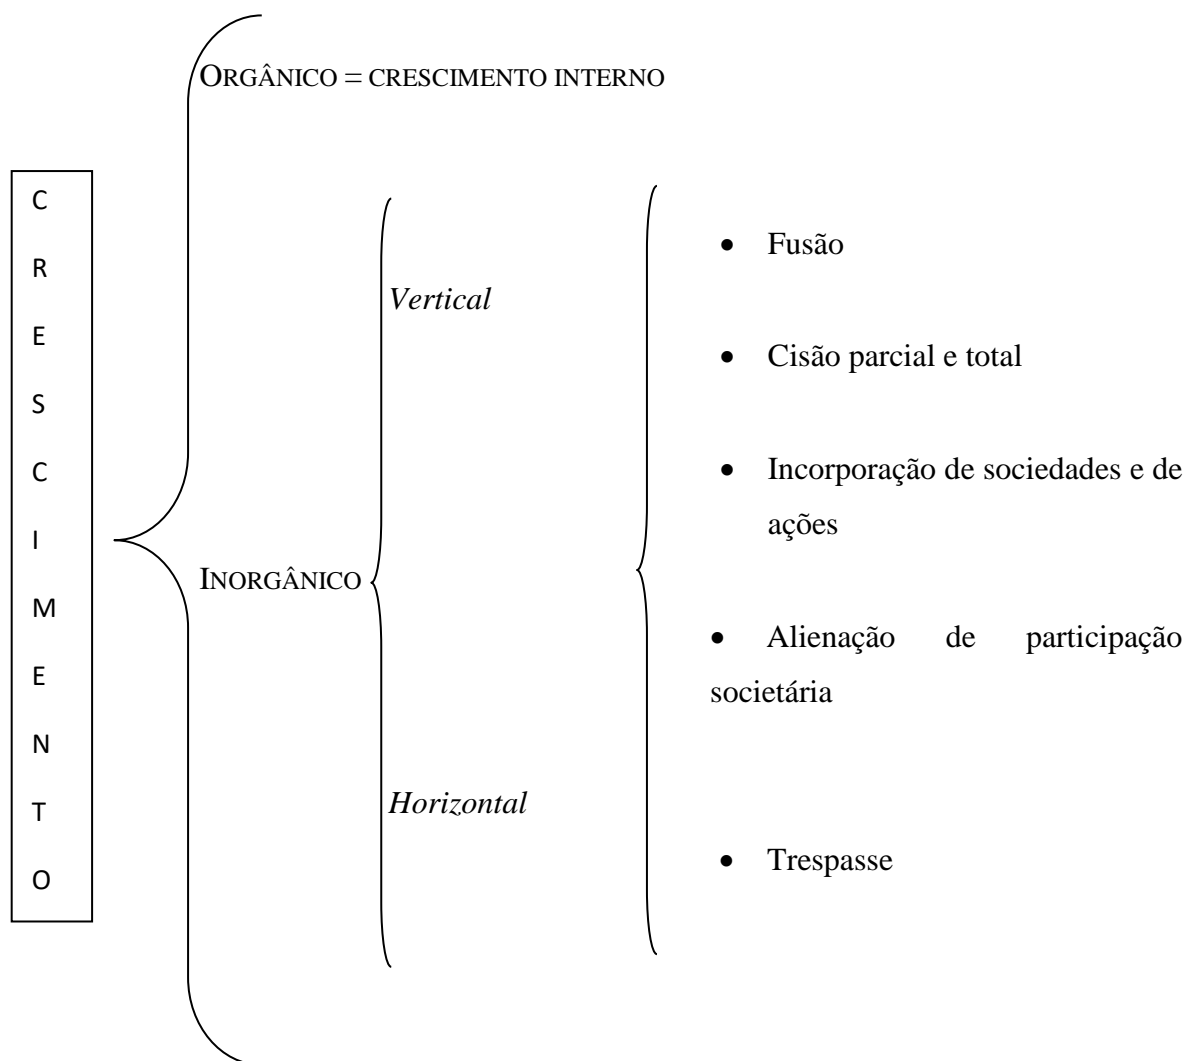 ORGÂNICO = CRESCIMENTO INTERNO
C
R
E
S
C
I
M
E
N
T
O
INORGÂNICO
Vertical
Horizontal
• Fusão
• Cisão parcial e total
• Incorporação de sociedades e de
ações
• Alienação de participação
societária
• Trespasse